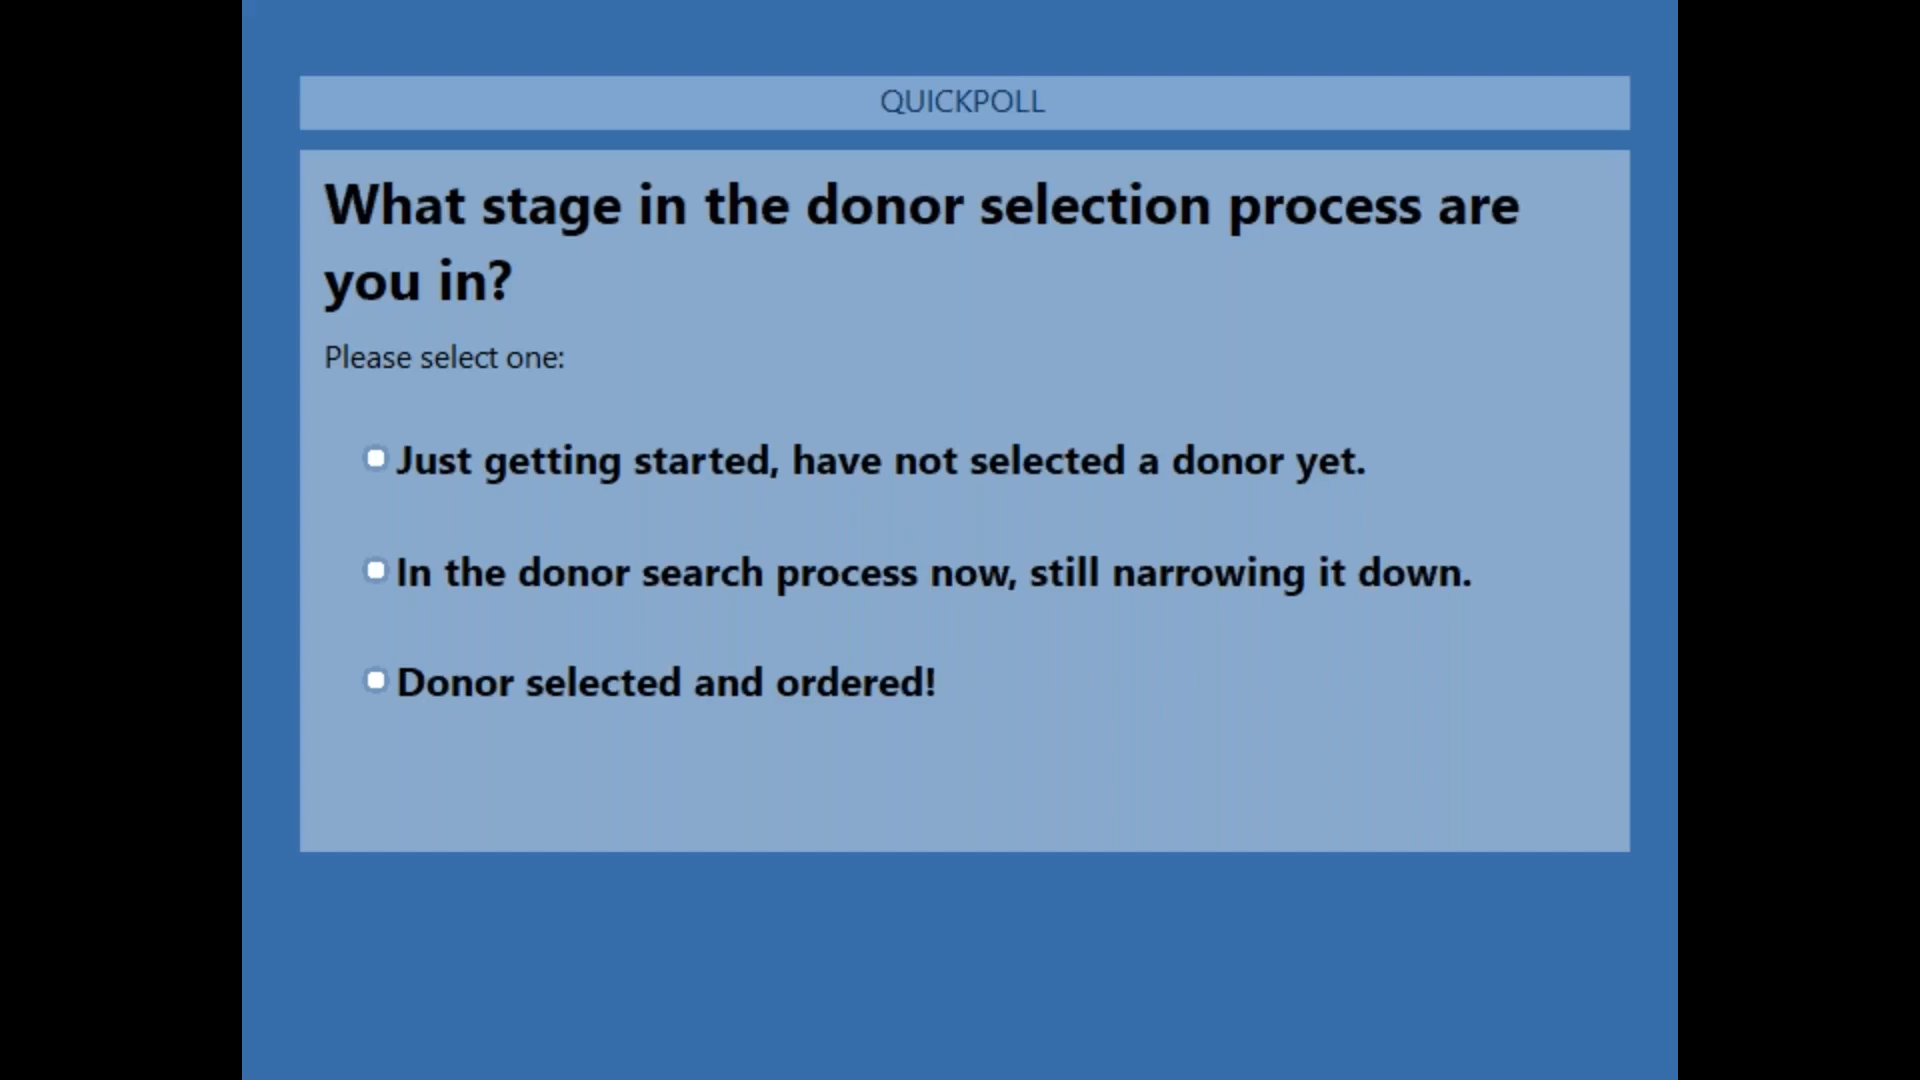 QUICKPOLL
What stage in the donor selection process are
you in?
Please select one:
Just getting started, have not selected a donor yet.
In the donor search process now, still narrowing it down.
Donor selected and ordered!